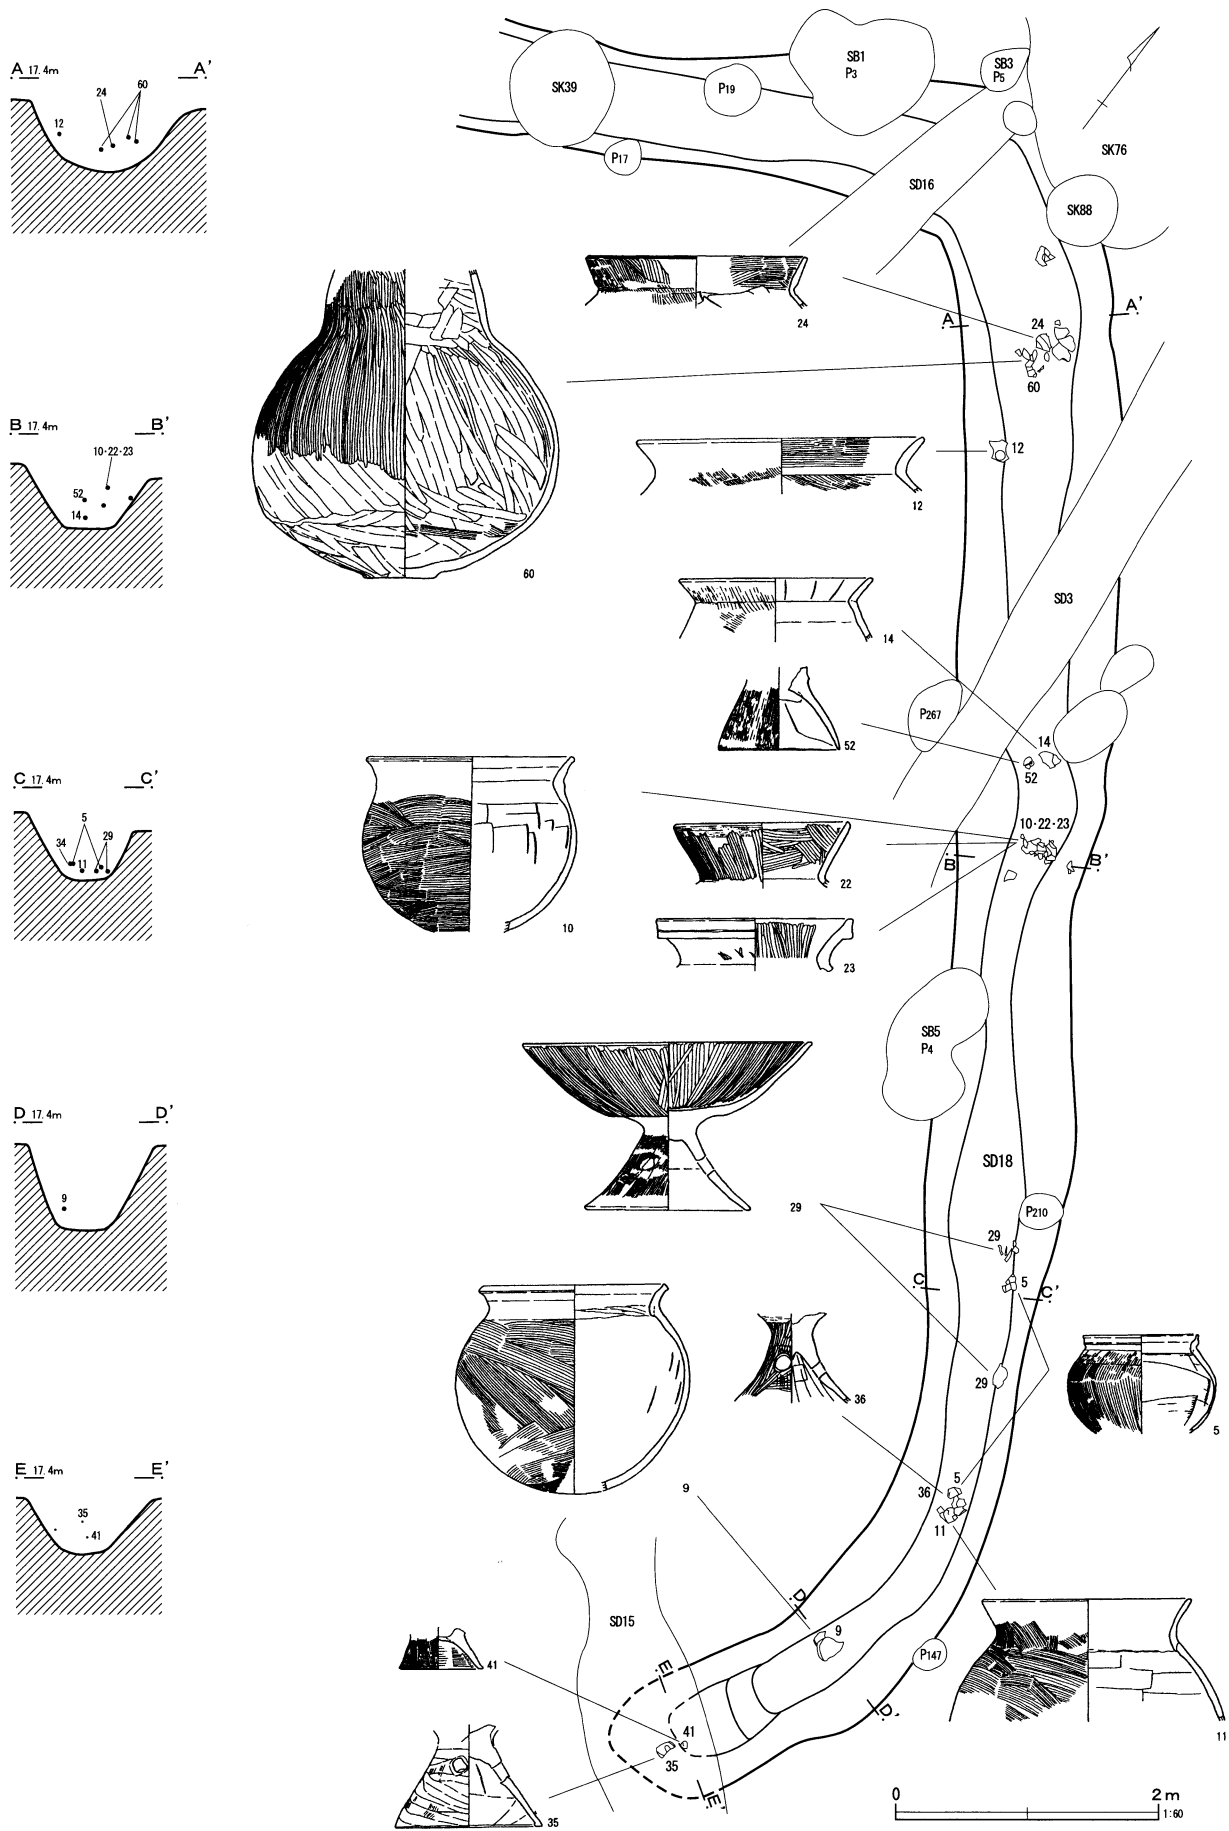 A 17.4m A'
24 60
12
B 17.4m B'
10・22・23
52
14
C 17.4m C'
5
34 11 29
D 17.4m D'
9
E 17.4m E'
35
41
SK39
P19
SB1
P3
SB3
P5
P17
SK76
SD16
SK88
24
A A'
24
60
12
12
60
SD3
14
P267
14
52
52
10・22・23
B B'
22
10
23
SB5
P4
SD18
P210
29
29
5
C C'
29
36
5
9
5
36
11
D
SD15
9
P147
11
41
E
D'
41
35
E'
35
0 2m
1:60